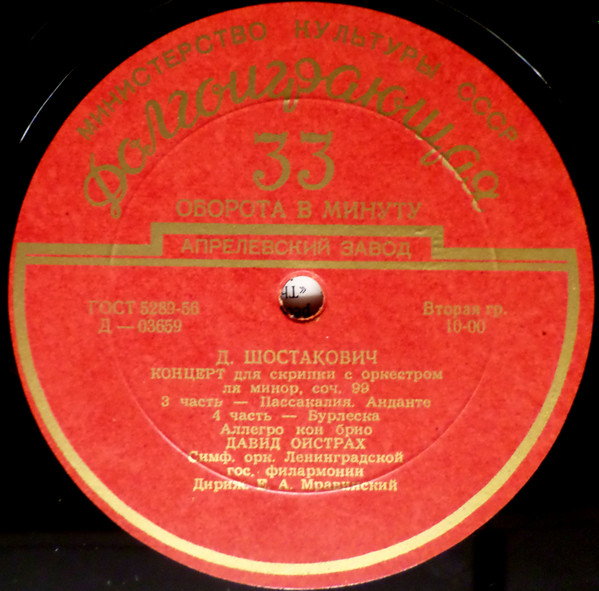 МИНИСТЕРСТВО КУЛЬТУРЫ СССР
Долгоиграющая
33
ОБОРОТА В МИНУТУ
АПРЕЛЕВСКИЙ ЗАВОД
ГОСТ 5289-56
Д — 03659
Вторая гр.
10-00
Д. ШОСТАКОВИЧ
КОНЦЕРТ для скрипки с оркестром
ля минор, соч. 99
3 часть — Пассакалия. Анданте
4 часть — Бурлеска
Аллегро кон брио
ДАВИД ОЙСТРАХ
Симф. орк. Ленинградской
гос. филармонии
Дириж. Е. А. Мравинский